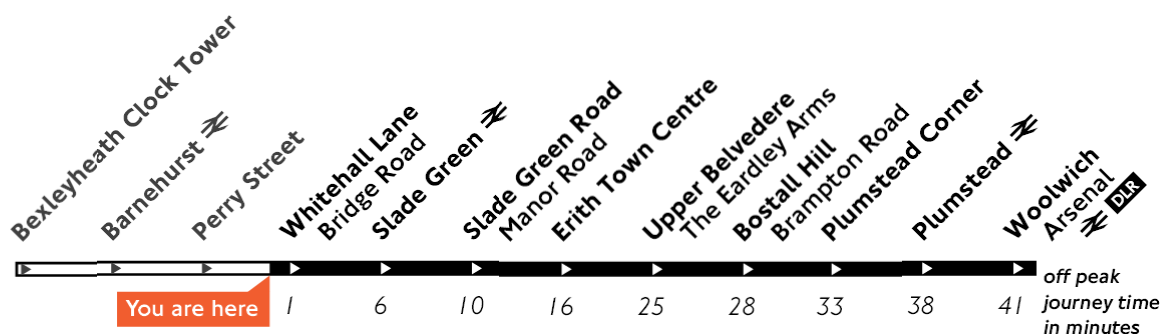 Bexleyheath Clock Tower
Barnehurst
Perry Street
Whitehall Lane
Bridge Road
Slade Green
Slade Green Road
Manor Road
Erith Town Centre
Upper Belvedere
The Eardley Arms
Bostall Hill
Brampton Road
Plumstead Corner
Plumstead
Woolwich
Arsenal
DLR
You are here
1 6 10 16 25 28 33 38 41
off peak
journey time
in minutes